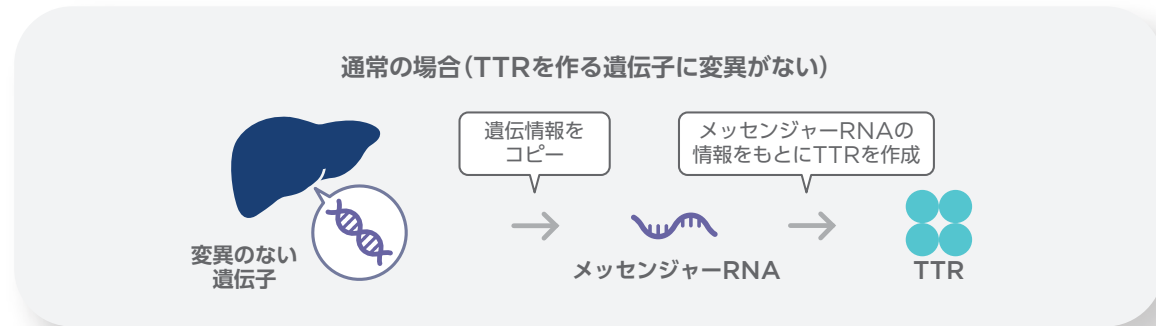 通常の場合（TTRを作る遺伝子に変異がない）
遺伝情報を
コピー
メッセンジャーRNAの
情報をもとにTTRを作成
変異のない
遺伝子
メッセンジャーRNA
TTR